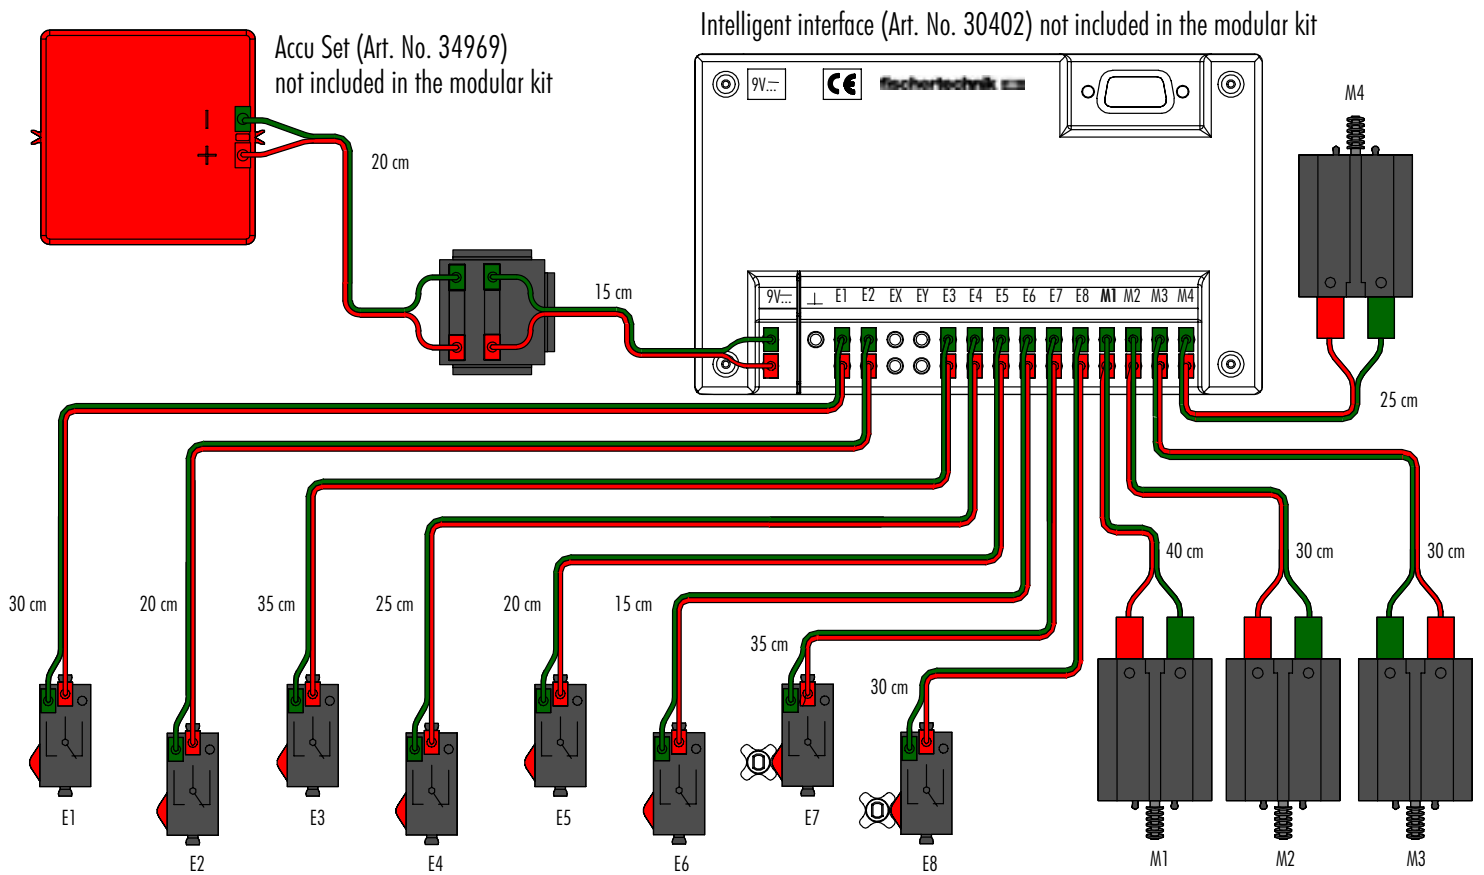 Intelligent interface (Art. No. 30402) not included in the modular kit
Accu Set (Art. No. 34969)
not included in the modular kit
9V
CE
fischertechnik
M4
20 cm
15 cm
9V
E1 E2 EX EY E3 E4 E5 E6 E7 E8 M1 M2 M3 M4
25 cm
40 cm
30 cm
30 cm
30 cm
20 cm
35 cm
25 cm
20 cm
15 cm
35 cm
30 cm
E1
E2
E3
E4
E5
E6
E7
E8
M1
M2
M3